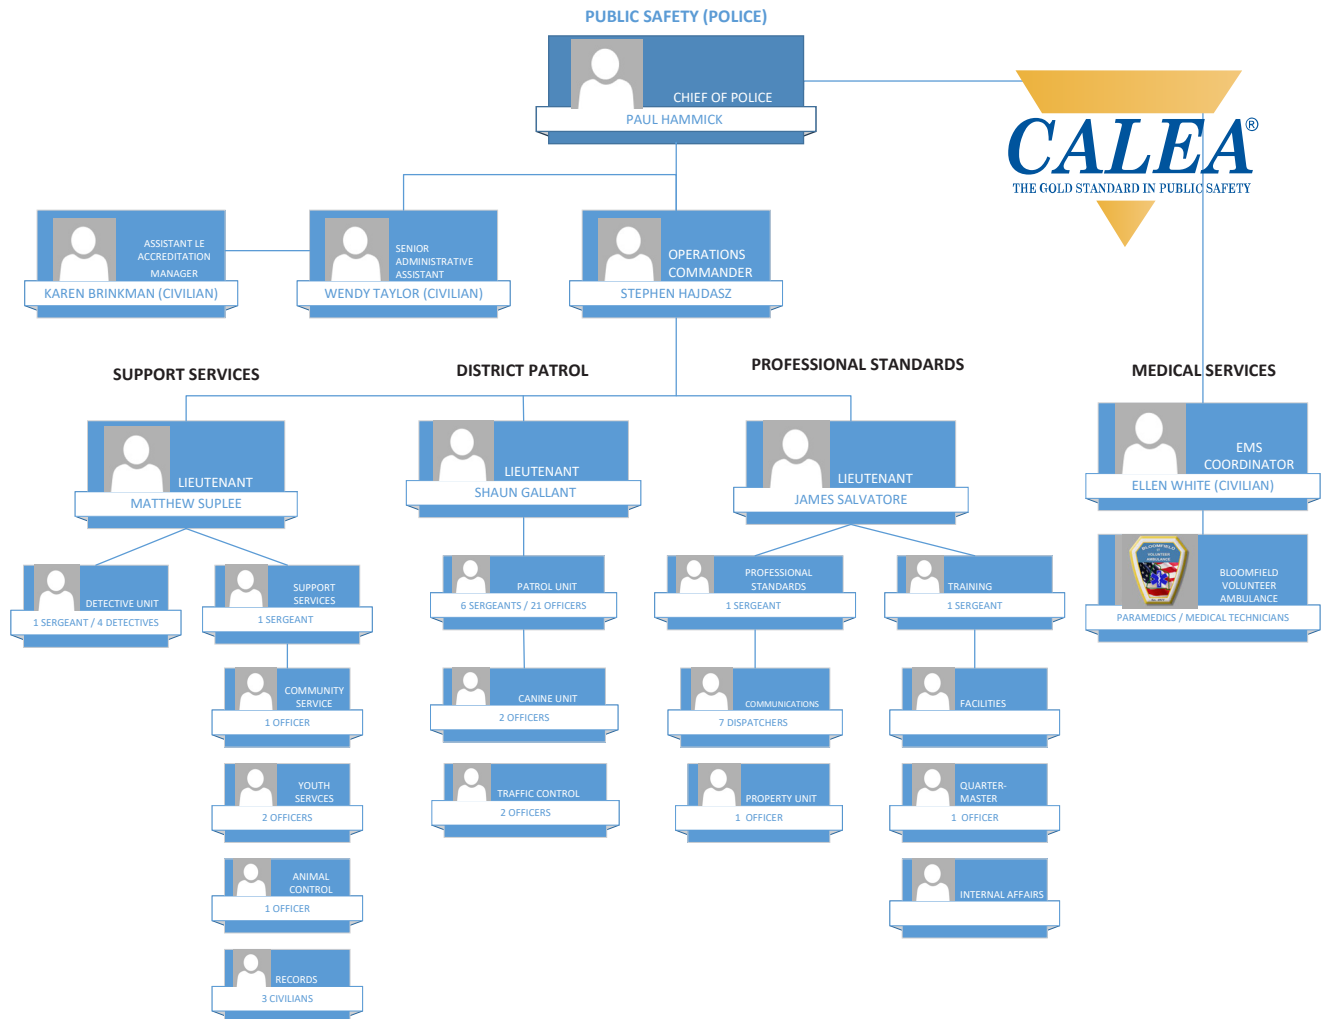 PUBLIC SAFETY (POLICE)
CHIEF OF POLICE
PAUL HAMMICK
CALEA®
THE GOLD STANDARD IN PUBLIC SAFETY
ASSISTANT LE
ACCREDITATION
MANAGER
KAREN BRINKMAN (CIVILIAN)
SENIOR
ADMINISTRATIVE
ASSISTANT
WENDY TAYLOR (CIVILIAN)
OPERATIONS
COMMANDER
STEPHEN HAJDASZ
SUPPORT SERVICES
DISTRICT PATROL
PROFESSIONAL STANDARDS
MEDICAL SERVICES
LIEUTENANT
MATTHEW SUPLEE
LIEUTENANT
SHAUN GALLANT
LIEUTENANT
JAMES SALVATORE
EMS
COORDINATOR
ELLEN WHITE (CIVILIAN)
DETECTIVE UNIT
1 SERGEANT / 4 DETECTIVES
SUPPORT
SERVICES
1 SERGEANT
PATROL UNIT
6 SERGEANTS / 21 OFFICERS
PROFESSIONAL
STANDARDS
1 SERGEANT
TRAINING
1 SERGEANT
BLOOMFIELD
VOLUNTEER
AMBULANCE
BLOOMFIELD
VOLUNTEER
AMBULANCE
PARAMEDICS / MEDICAL TECHNICIANS
COMMUNITY
SERVICE
1 OFFICER
CANINE UNIT
2 OFFICERS
COMMUNICATIONS
7 DISPATCHERS
FACILITIES
YOUTH
SERVCES
2 OFFICERS
TRAFFIC CONTROL
2 OFFICERS
PROPERTY UNIT
1 OFFICER
QUARTER-
MASTER
1 OFFICER
ANIMAL
CONTROL
1 OFFICER
INTERNAL AFFAIRS
RECORDS
3 CIVILIANS